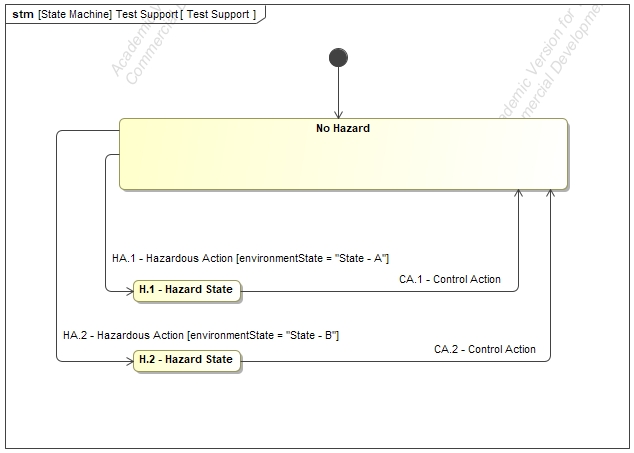 stm [State Machine] Test Support[ Test Support ]
Academic Version for
Commercial Development
No Hazard
HA.1 - Hazardous Action [environmentState = "State - A"]
CA.1 - Control Action
H.1 - Hazard State
HA.2 - Hazardous Action [environmentState = "State - B"]
CA.2 - Control Action
H.2 - Hazard State